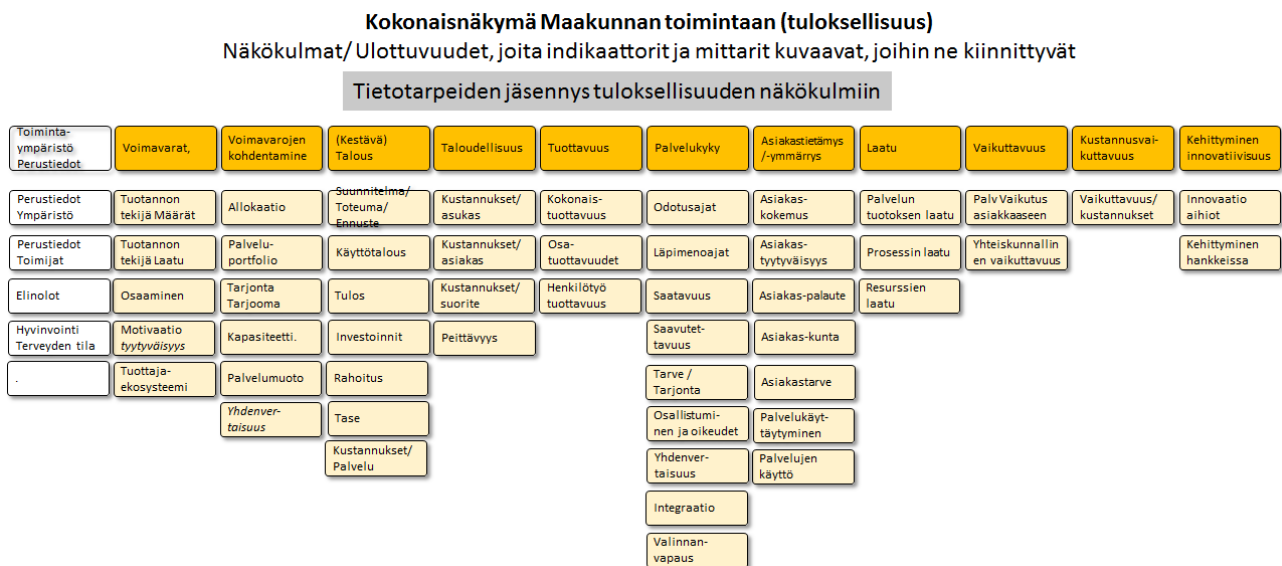 Kokonaisnäkymä Maakunnan toimintaan (tuloksellisuus)
Näkökulmat/ Ulottuvuudet, joita indikaattorit ja mittarit kuvaavat, joihin ne kiinnittyvät
Tietotarpeiden jäsennys tuloksellisuuden näkökulmiin
Toiminta-
ympäristö
Perustiedot
Voimavarat,
Voimavarojen
kohdentamine
(Kestävä)
Talous
Taloudellisuus
Tuottavuus
Palvelukyky
Asiakastietämys
/-ymmärrys
Laatu
Vaikuttavuus
Kustannusvai-
kuttavuus
Kehittyminen
innovatiivisuus
Perustiedot
Ympäristö
Tuotannon
tekijä Määrät
Allokaatio
Suunnitelma/
Toteuma/
Ennuste
Kustannukset/
asukas
Kokonais-
tuottavuus
Odotusajat
Asiakas-
kokemus
Palvelun
tuotoksen laatu
Palv Vaikutus
asiakkaaseen
Vaikuttavuus/
kustannukset
Innovaatio
aihiot
Perustiedot
Toimijat
Tuotannon
tekijä Laatu
Palvelu-
portfolio
Käyttötalous
Kustannukset/
asiakas
Osa-
tuottavuudet
Läpimenoajat
Asiakas-
tyytyväisyys
Prosessin laatu
Yhteiskunnallin
en vaikuttavuus
Kehittyminen
hankkeissa
Elinolot
Osaaminen
Tarjonta
Tarjooma
Tulos
Kustannukset/
suorite
Henkilötyö
tuottavuus
Saatavuus
Asiakas-palaute
Resurssien
laatu
Hyvinvointi
Terveyden tila
Motivaatio
tyytyväisyys
Kapasiteetti.
Investoinnit
Peittävyys
Saavutet-
tavuus
Asiakas-kunta
.
Tuottaja-
ekosysteemi
Palvelumuoto
Rahoitus
Tarve /
Tarjonta
Asiakastarve
Yhdenver-
taisuus
Tase
Osallistumi-
nen ja oikeudet
Palvelukäyt-
täytyminen
Kustannukset/
Palvelu
Yhdenver-
taisuus
Palvelujen
käyttö
Integraatio
Valinnan-
vapaus